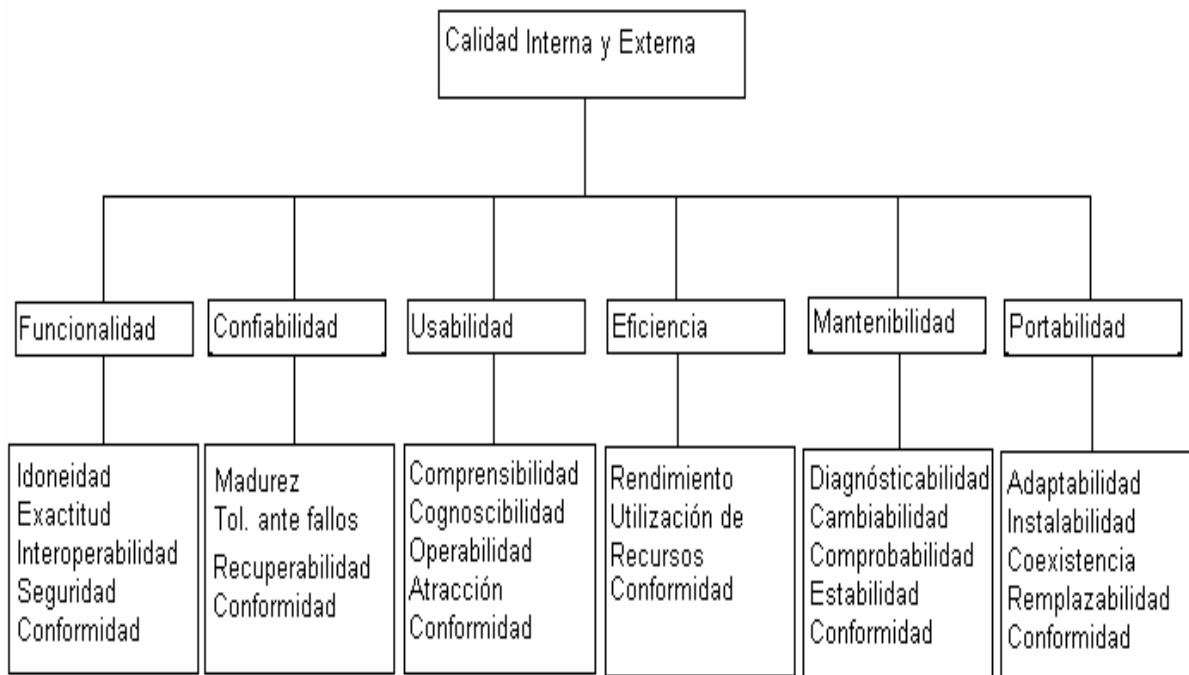 Calidad Interna y Externa
Funcionalidad
Confiabilidad
Usabilidad
Eficiencia
Mantenibilidad
Portabilidad
Idoneidad
Exactitud
Interoperabilidad
Seguridad
Conformidad
Madurez
Tol. ante fallos
Recuperabilidad
Conformidad
Comprensibilidad
Cognoscibilidad
Operabilidad
Atracción
Conformidad
Rendimiento
Utilización de
Recursos
Conformidad
Diagnósticabilidad
Cambiabilidad
Comprobabilidad
Estabilidad
Conformidad
Adaptabilidad
Instalabilidad
Coexistencia
Remplazabilidad
Conformidad